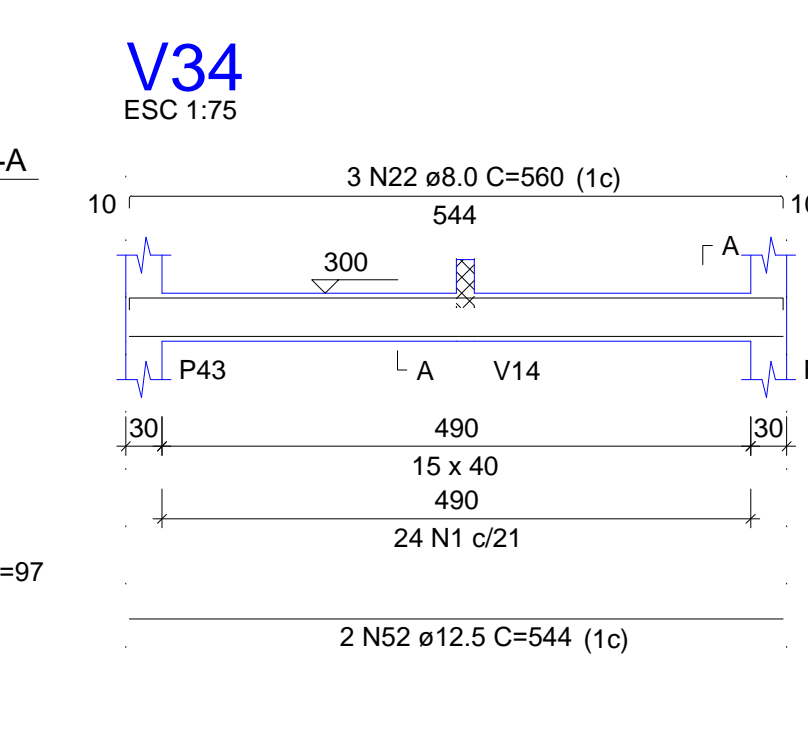 V34
ESC 1:75
-A
3 N22 ø8.0 C=560 (1c)
10
544
10
A
300
P43
A
V14
30
490
30
15 x 40
490
24 N1 c/21
=97
2 N52 ø12.5 C=544 (1c)